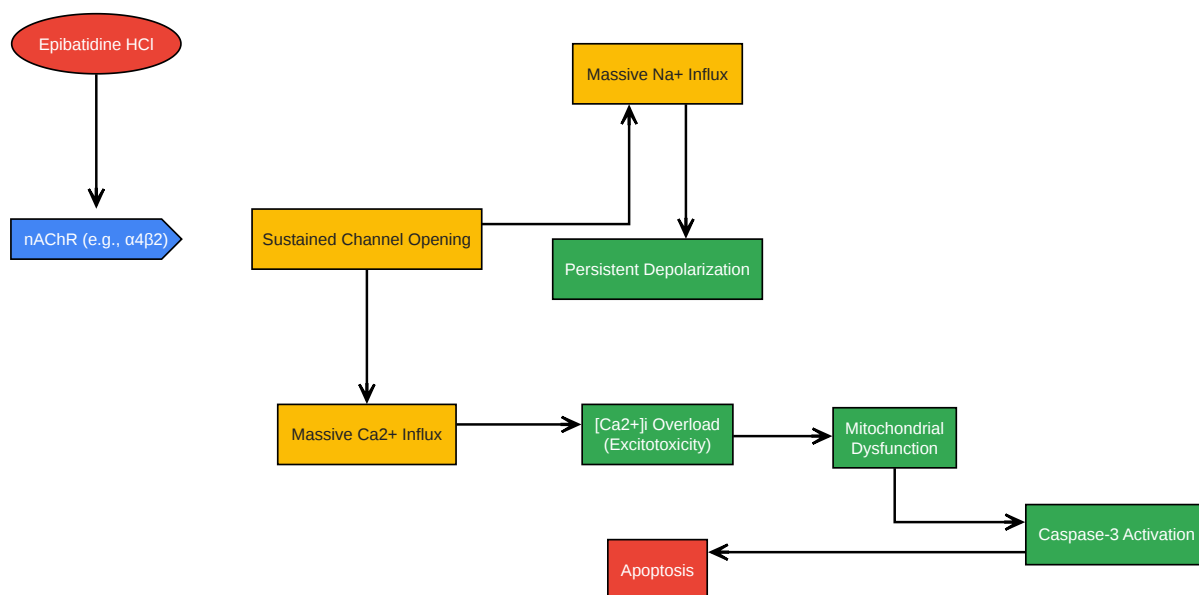 Epibatidine HCl
Massive Na+ Influx
nAChR (e.g., α4β2)
Sustained Channel Opening
Persistent Depolarization
Massive Ca2+ Influx
[Ca2+]i Overload
(Excitotoxicity)
Mitochondrial
Dysfunction
Caspase-3 Activation
Apoptosis